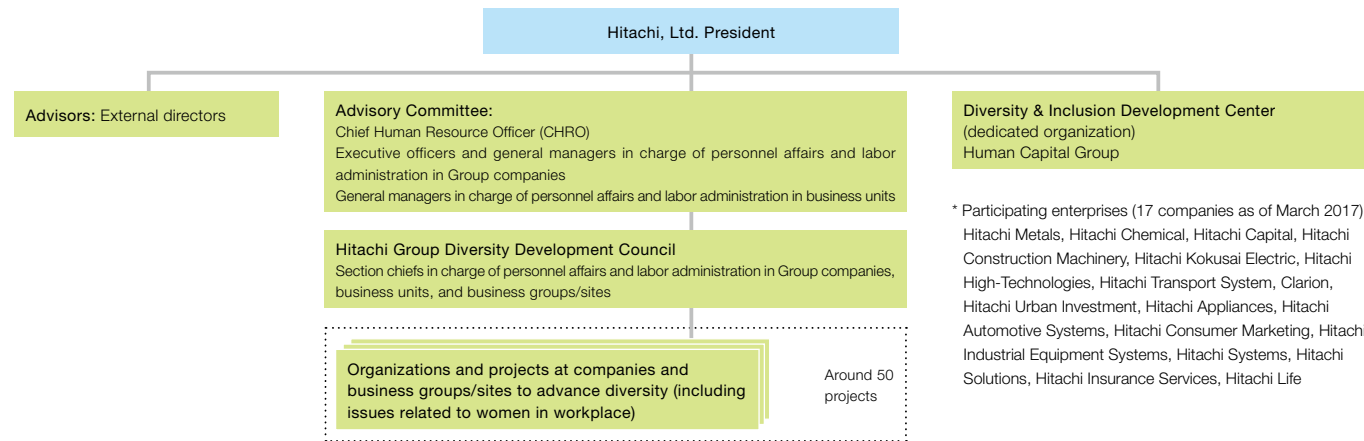 Hitachi, Ltd. President
Advisors: External directors
Advisory Committee:
Chief Human Resource Officer (CHRO)
Executive officers and general managers in charge of personnel affairs and labor
administration in Group companies
General managers in charge of personnel affairs and labor administration in business units
Diversity & Inclusion Development Center
(dedicated organization)
Human Capital Group
Hitachi Group Diversity Development Council
Section chiefs in charge of personnel affairs and labor administration in Group companies,
business units, and business groups/sites
Organizations and projects at companies and
business groups/sites to advance diversity (including
issues related to women in workplace)
Around 50
projects
* Participating enterprises (17 companies as of March 2017)
Hitachi Metals, Hitachi Chemical, Hitachi Capital, Hitachi
Construction Machinery, Hitachi Kokusai Electric, Hitachi
High-Technologies, Hitachi Transport System, Clarion,
Hitachi Urban Investment, Hitachi Appliances, Hitachi
Automotive Systems, Hitachi Consumer Marketing, Hitachi
Industrial Equipment Systems, Hitachi Systems, Hitachi
Solutions, Hitachi Insurance Services, Hitachi Life